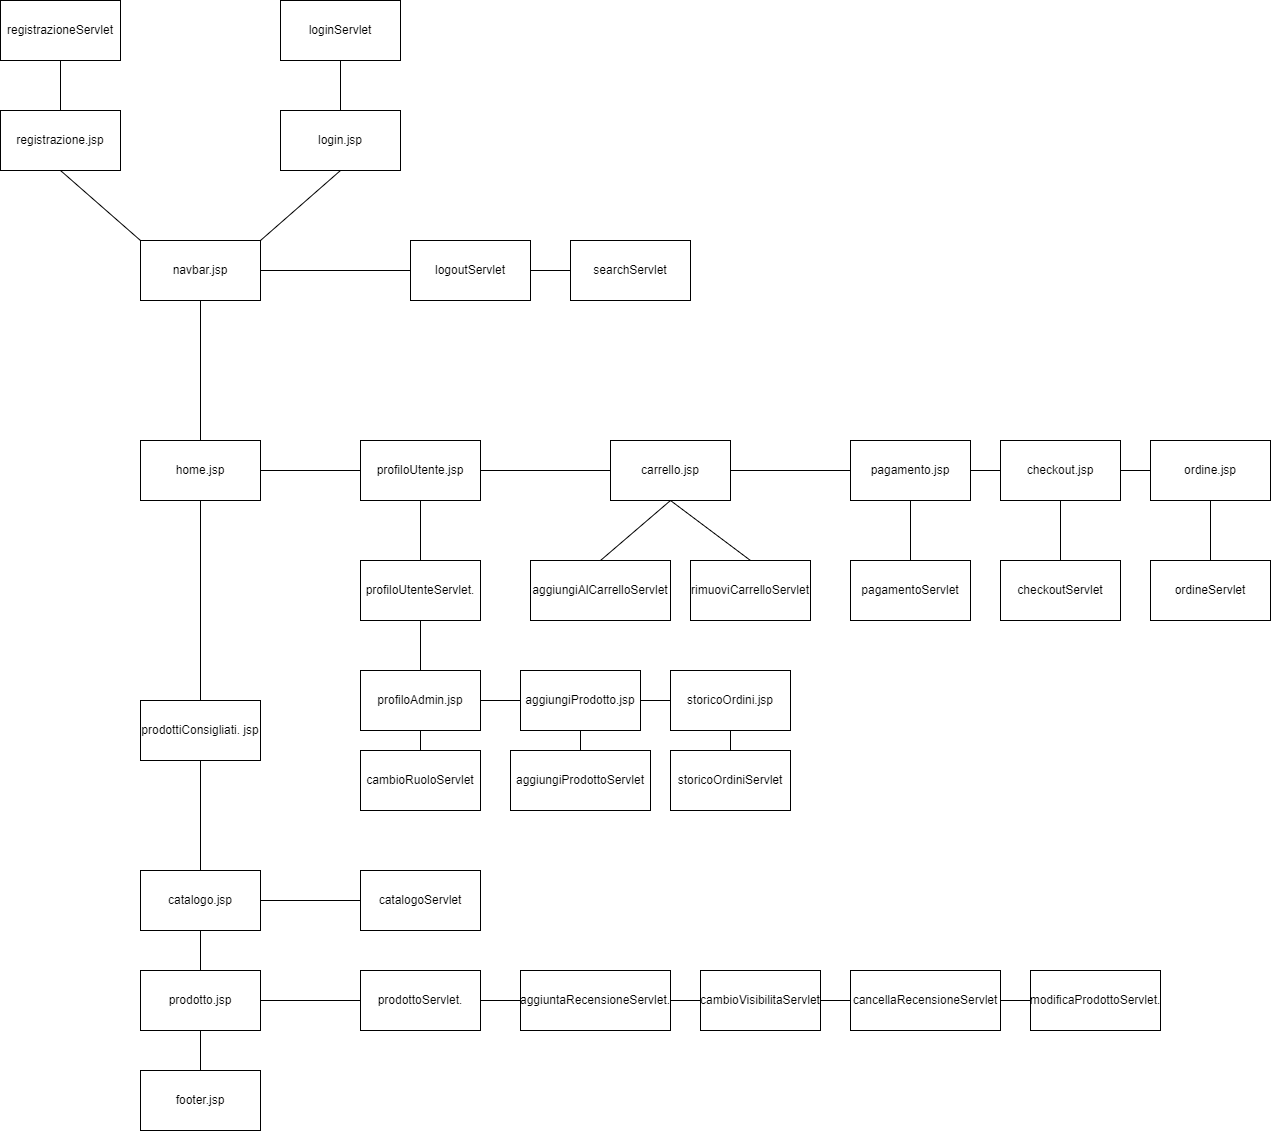 registrazioneServlet
loginServlet
registrazione.jsp
login.jsp
navbar.jsp
logoutServlet
searchServlet
home.jsp
profiloUtente.jsp
carrello.jsp
pagamento.jsp
checkout.jsp
ordine.jsp
profiloUtenteServlet.
aggiungiAlCarrelloServlet
rimuoviCarrelloServlet
pagamentoServlet
checkoutServlet
ordineServlet
profiloAdmin.jsp
aggiungiProdotto.jsp
storicoOrdini.jsp
prodottiConsigliati. jsp
cambioRuoloServlet
aggiungiProdottoServlet
storicoOrdiniServlet
catalogo.jsp
catalogoServlet
prodotto.jsp
prodottoServlet.
aggiuntaRecensioneServlet.
cambioVisibilitaServlet
cancellaRecensioneServlet
modificaProdottoServlet.
footer.jsp